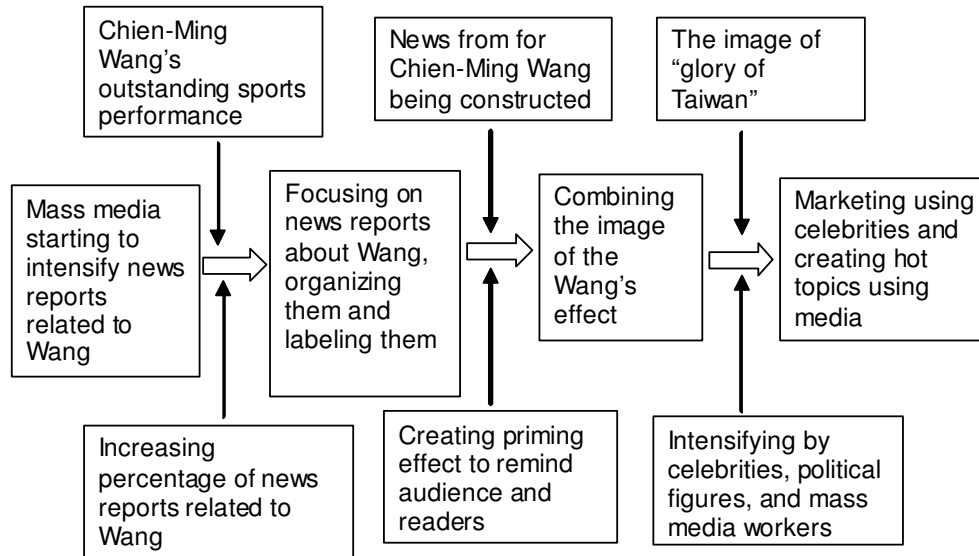 Chien-Ming
Wang's
outstanding sports
performance
News from for
Chien-Ming Wang
being constructed
The image of
“glory of
Taiwan”
Mass media
starting to
intensify news
reports
related to
Wang
Focusing on
news reports
about Wang,
organizing
them and
labeling them
Combining
the image
of the
Wang's
effect
Marketing using
celebrities and
creating hot
topics using
media
Increasing
percentage of news
reports related to
Wang
Creating priming
effect to remind
audience and
readers
Intensifying by
celebrities, political
figures, and mass
media workers